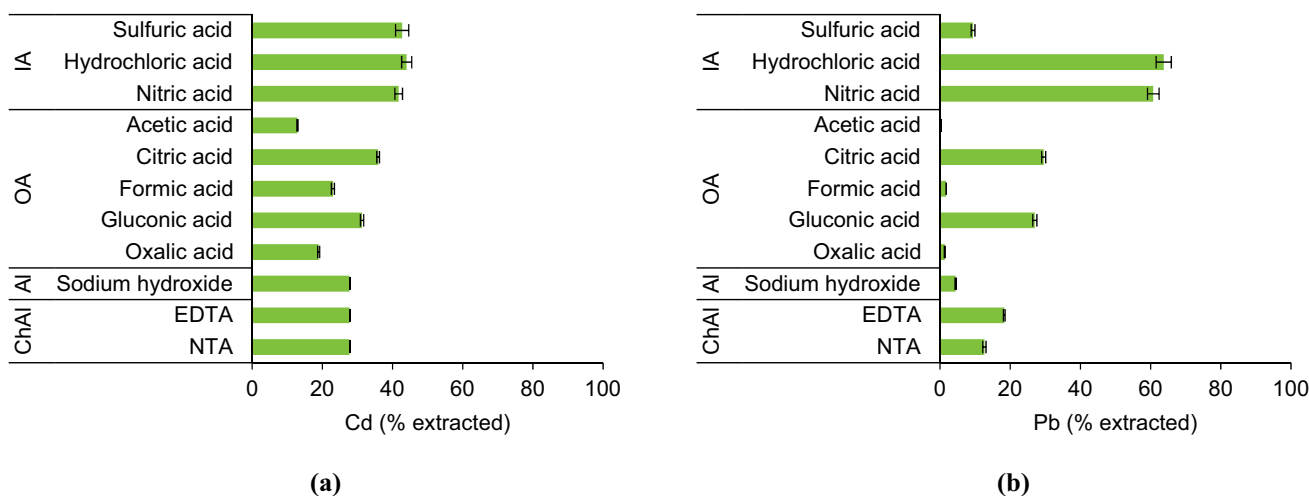 IA
Sulfuric acid
Hydrochloric acid
Nitric acid
OA
Acetic acid
Citric acid
Formic acid
Gluconic acid
Oxalic acid
Al
Sodium hydroxide
ChAl
EDTA
NTA
0 20 40 60 80 100
Cd (% extracted)
(a)
IA
Sulfuric acid
Hydrochloric acid
Nitric acid
OA
Acetic acid
Citric acid
Formic acid
Gluconic acid
Oxalic acid
Al
Sodium hydroxide
ChAl
EDTA
NTA
0 20 40 60 80 100
Pb (% extracted)
(b)